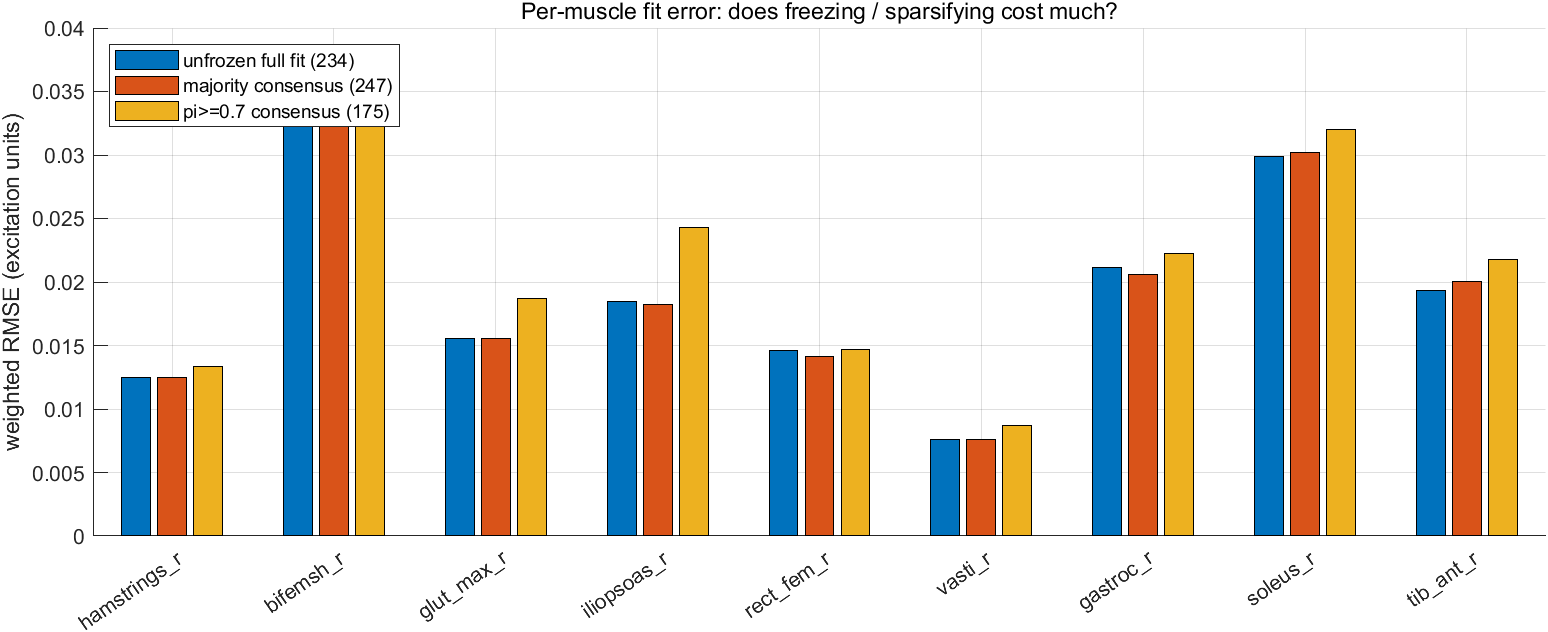 Per-muscle fit error: does freezing / sparsifying cost much?
0.04
0.035
0.03
0.025
0.02
0.015
0.01
0.005
0
weighted RMSE (excitation units)
unfrozen full fit (234)
majority consensus (247)
pi>=0.7 consensus (175)
hamstrings_r
bifemsh_r
glut_max_r
iliopsoas_r
rect_fem_r
vasti_r
gastroc_r
soleus_r
tib_ant_r